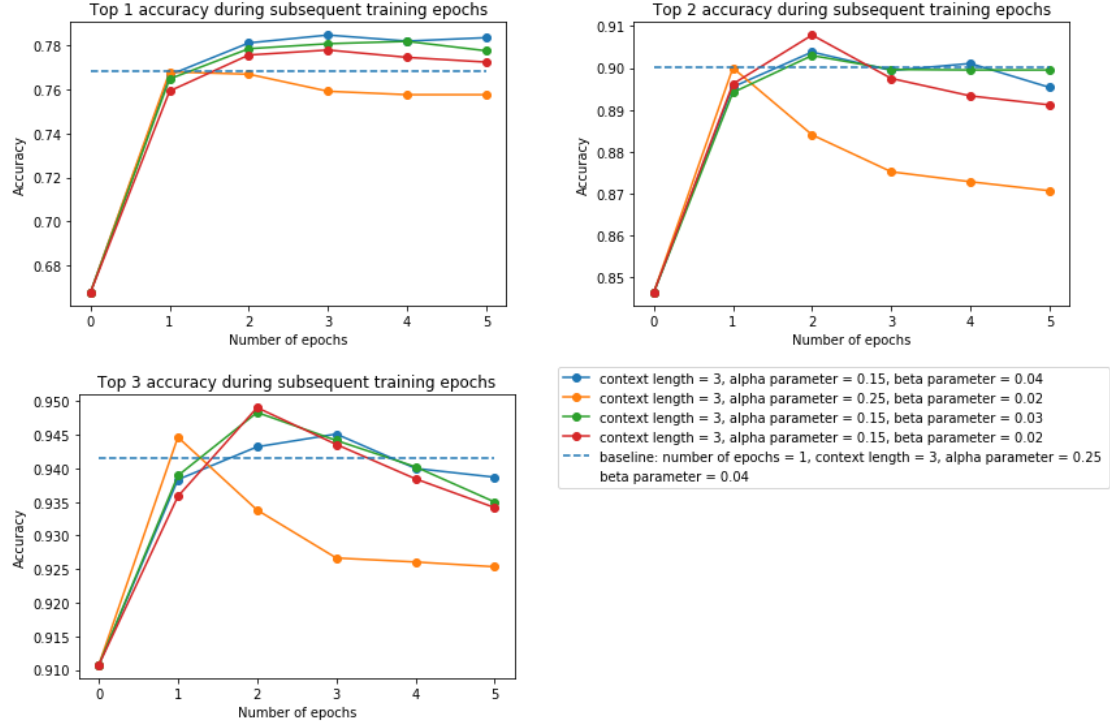 Top 1 accuracy during subsequent training epochs
0.78
0.76
0.74
0.72
0.70
0.68
Accuracy
0 1 2 3 4 5
Number of epochs
Top 2 accuracy during subsequent training epochs
0.91
0.90
0.89
0.88
0.87
0.86
0.85
Accuracy
0 1 2 3 4 5
Number of epochs
Top 3 accuracy during subsequent training epochs
0.950
0.945
0.940
0.935
0.930
0.925
0.920
0.915
0.910
Accuracy
0 1 2 3 4 5
Number of epochs
context length = 3, alpha parameter = 0.15, beta parameter = 0.04
context length = 3, alpha parameter = 0.25, beta parameter = 0.02
context length = 3, alpha parameter = 0.15, beta parameter = 0.03
context length = 3, alpha parameter = 0.15, beta parameter = 0.02
baseline: number of epochs = 1, context length = 3, alpha parameter = 0.25
beta parameter = 0.04